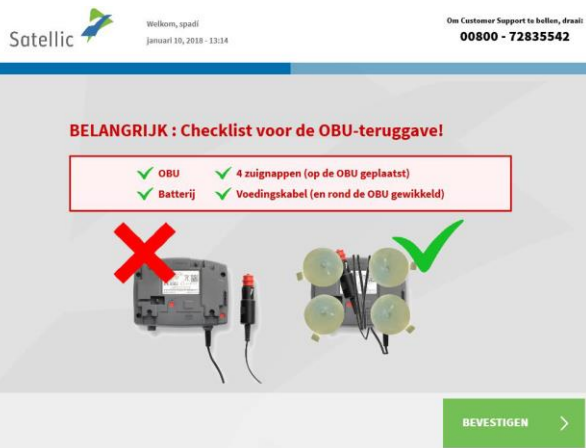 Satellic
Welkom, spadi
januari 10, 2018 - 13:14
Om Customer Support te bellen, draai:
00800 - 72835542
BELANGRIJK : Checklist voor de OBU-teruggave!
OBU
4 zuignappen (op de OBU geplaatst)
Batterij
Voedingskabel (en rond de OBU gewikkeld)
BEVESTIGEN